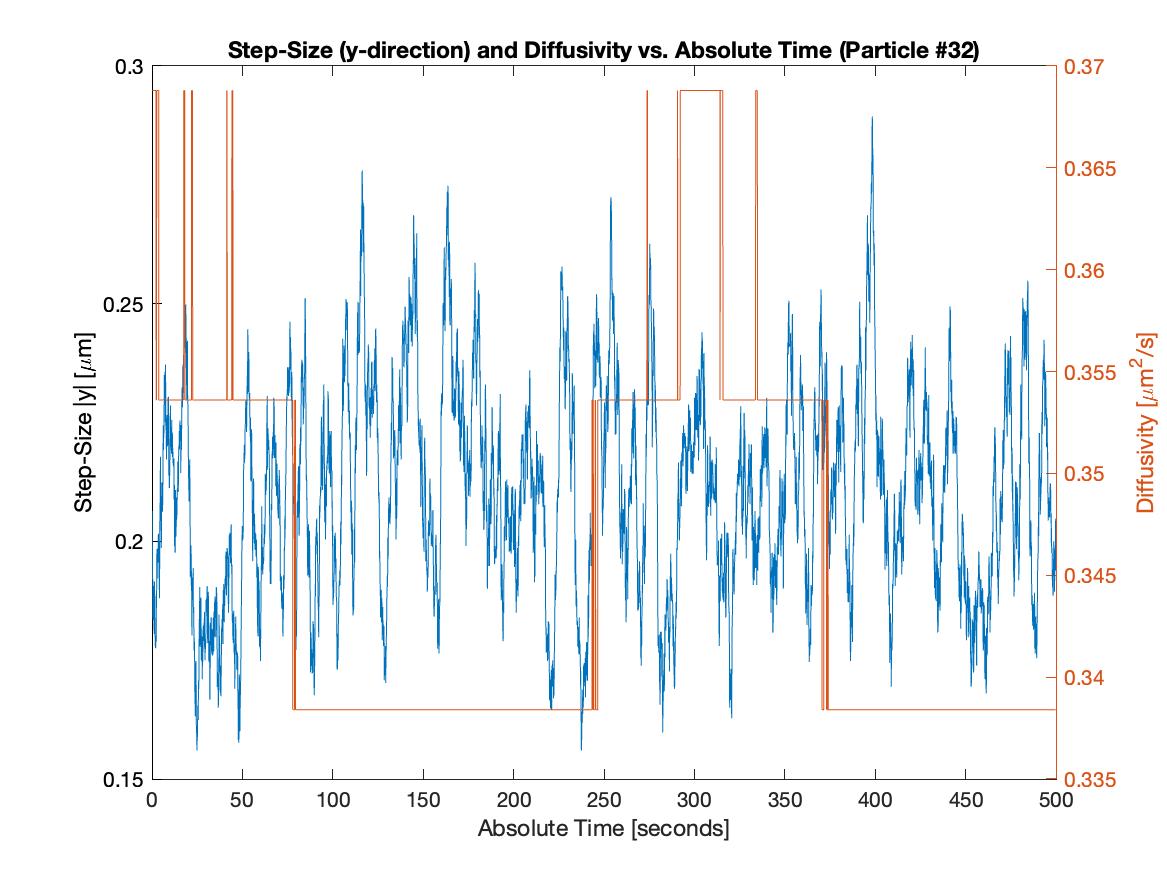 Step-Size (y-direction) and Diffusivity vs. Absolute Time (Particle #32)
0.3
0.25
0.2
0.15
Step-Size |y| [μm]
0 50 100 150 200 250 300 350 400 450 500
Absolute Time [seconds]
0.37
0.365
0.36
0.355
0.35
0.345
0.34
0.335
Diffusivity [μm²/s]